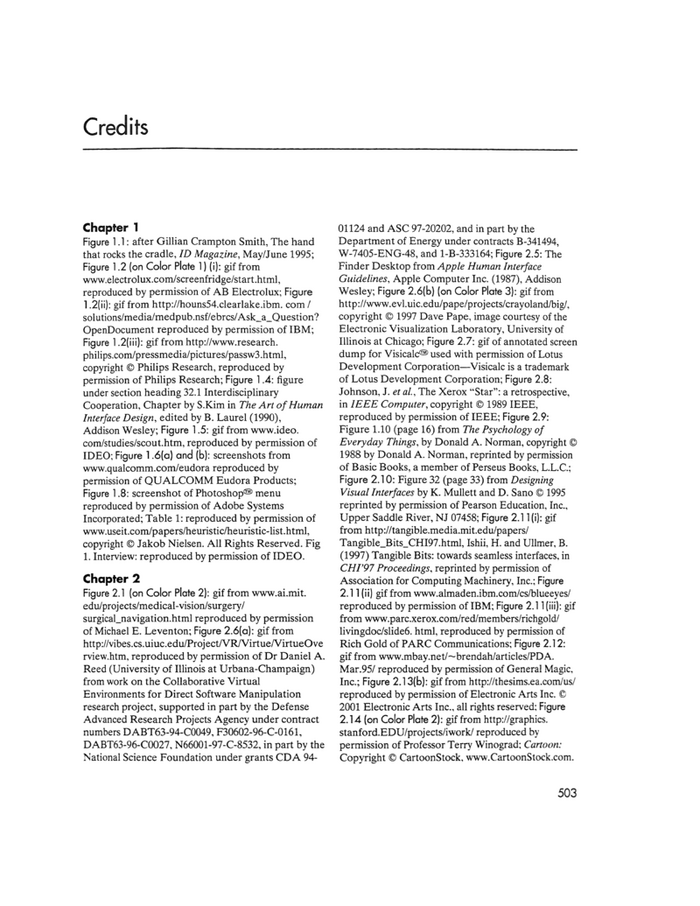 Credits
Chapter 1
Figure 1.1: after Gillian Crampton Smith, The hand
that rocks the cradle, ID Magazine, May/June 1995;
Figure 1.2 (on Color Plate 1) (i): gif from
www.electrolux.com/screenfridge/start.html,
reproduced by permission of AB Electrolux; Figure
1.2(ii): gif from http://houns54.clearlake.ibm. com /
solutions/media/medpub.nsf/ebrcs/Ask_a_Question?
OpenDocument reproduced by permission of IBM;
Figure 1.2(iii): gif from http://www.research.
philips.com/pressmedia/pictures/passw3.html,
copyright © Philips Research, reproduced by
permission of Philips Research; Figure 1.4: figure
under section heading 32.1 Interdisciplinary
Cooperation, Chapter by S.Kim in The Art of Human
Interface Design, edited by B. Laurel (1990),
Addison Wesley; Figure 1.5: gif from www.ideo.
com/studies/scout.htm, reproduced by permission of
IDEO; Figure 1.6(a) and (b): screenshots from
www.qualcomm.com/eudora reproduced by
permission of QUALCOMM Eudora Products;
Figure 1.8: screenshot of Photoshop menu
reproduced by permission of Adobe Systems
Incorporated; Table 1: reproduced by permission of
www.useit.com/papers/heuristic/heuristic-list.html,
copyright © Jakob Nielsen. All Rights Reserved. Fig
1. Interview: reproduced by permission of IDEO.
Chapter 2
Figure 2.1 (on Color Plate 2): gif from www.ai.mit.
edu/projects/medical-vision/surgery/
surgical_navigation.html reproduced by permission
of Michael E. Leventon; Figure 2.6(a): gif from
http://vibes.cs.uiuc.edu/Project/VR/Virtue/VirtueOve
rview.htm, reproduced by permission of Dr Daniel A.
Reed (University of Illinois at Urbana-Champaign)
from work on the Collaborative Virtual
Environments for Direct Software Manipulation
research project, supported in part by the Defense
Advanced Research Projects Agency under contract
numbers DABT63-94-C0049, F30602-96-C-0161,
DABT63-96-C0027, N66001-97-C-8532, in part by the
National Science Foundation under grants CDA 94-
01124 and ASC 97-20202, and in part by the
Department of Energy under contracts B-341494,
W-7405-ENG-48, and 1-B-333164; Figure 2.5: The
Finder Desktop from Apple Human Interface
Guidelines, Apple Computer Inc. (1987), Addison
Wesley; Figure 2.6(b) (on Color Plate 3): gif from
http://www.evl.uic.edu/pape/projects/crayoland/big/,
copyright © 1997 Dave Pape, image courtesy of the
Electronic Visualization Laboratory, University of
Illinois at Chicago; Figure 2.7: gif of annotated screen
dump for Visicalc used with permission of Lotus
Development Corporation—Visicalc is a trademark
of Lotus Development Corporation; Figure 2.8:
Johnson, J. et al., The Xerox "Star": a retrospective,
in IEEE Computer, copyright © 1989 IEEE,
reproduced by permission of IEEE; Figure 2.9:
Figure 1.10 (page 16) from The Psychology of
Everyday Things, by Donald A. Norman, copyright ©
1988 by Donald A. Norman, reprinted by permission
of Basic Books, a member of Perseus Books, L.L.C.;
Figure 2.10: Figure 32 (page 33) from Designing
Visual Interfaces by K. Mullett and D. Sano © 1995
reprinted by permission of Pearson Education, Inc.,
Upper Saddle River, NJ 07458; Figure 2.11(i): gif
from http://tangible.media.mit.edu/papers/
Tangible_Bits_CHI97.html, Ishii, H. and Ullmer, B.
(1997) Tangible Bits: towards seamless interfaces, in
CHI'97 Proceedings, reprinted by permission of
Association for Computing Machinery, Inc.; Figure
2.11(ii) gif from www.almaden.ibm.com/cs/blueeyes/
reproduced by permission of IBM; Figure 2.11(iii): gif
from www.parc.xerox.com/red/members/richgold/
livingdoc/slide6. html, reproduced by permission of
Rich Gold of PARC Communications; Figure 2.12:
gif from www.mbay.net/~brendah/articles/PDA.
Mar.95/ reproduced by permission of General Magic,
Inc.; Figure 2.13(b): gif from http://thesims.ea.com/us/
reproduced by permission of Electronic Arts Inc. ©
2001 Electronic Arts Inc., all rights reserved; Figure
2.14 (on Color Plate 2): gif from http://graphics.
stanford.EDU/projects/iwork/ reproduced by
permission of Professor Terry Winograd; Cartoon:
Copyright © CartoonStock, www.CartoonStock.com.
503